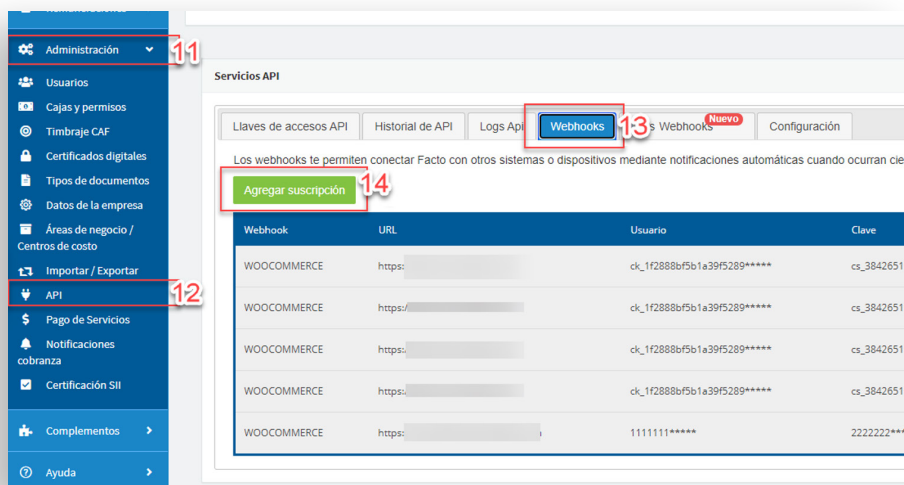 Administración
11
Usuarios
Cajas y permisos
Timbraje CAF
Certificados digitales
Tipos de documentos
Datos de la empresa
Áreas de negocio /
Centros de costo
Importar / Exportar
API
12
Pago de Servicios
Notificaciones
cobranza
Certificación SII
Complementos
Ayuda
Servicios API
Llaves de accesos API Historial de API Logs Api Webhooks 13 Webhooks Nuevo Configuración
Los webhooks te permiten conectar Facto con otros sistemas o dispositivos mediante notificaciones automáticas cuando ocurran cie
Agregar suscripción 14
Webhook URL Usuario Clave
WOOCOMMERCE https: ck_1f2888bf5b1a39f5289***** cs_3842651
WOOCOMMERCE https:/ ck_1f2888bf5b1a39f5289***** cs_3842651
WOOCOMMERCE https: ck_1f2888bf5b1a39f5289***** cs_3842651
WOOCOMMERCE https: ck_1f2888bf5b1a39f5289***** cs_3842651
WOOCOMMERCE https: 1111111***** 2222222***